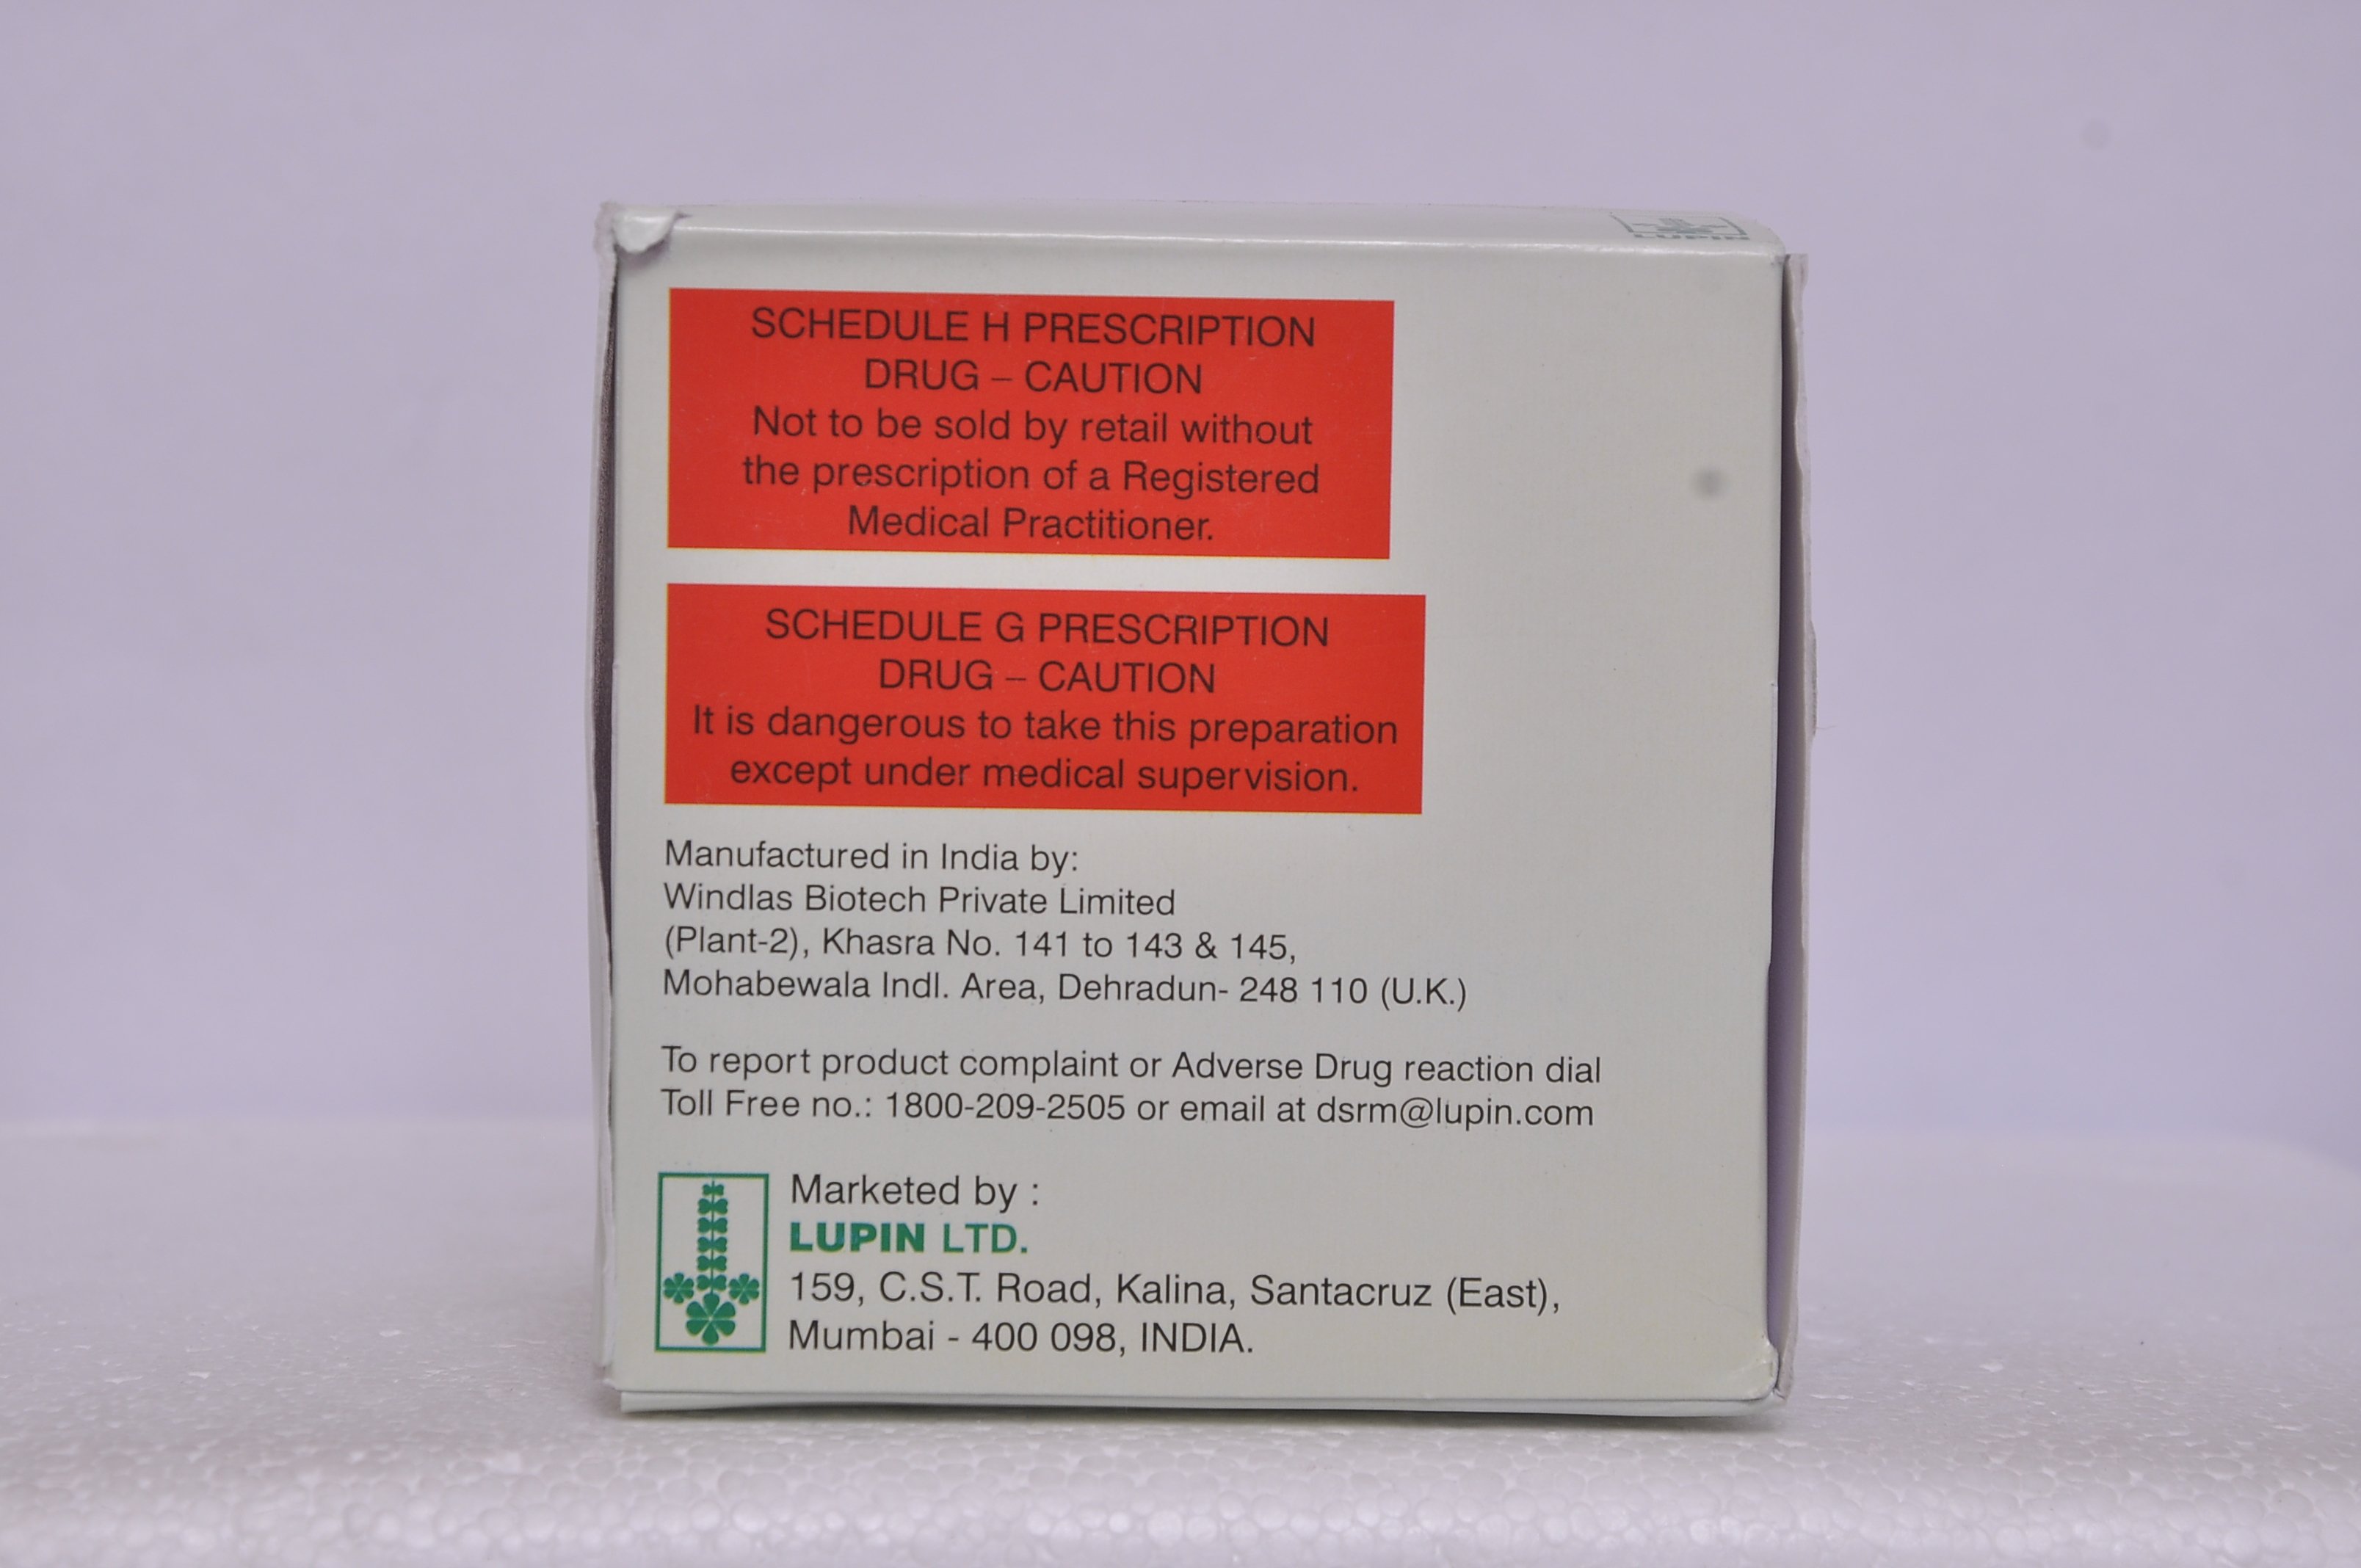 LUPIN
SCHEDULE H PRESCRIPTION
DRUG – CAUTION
Not to be sold by retail without
the prescription of a Registered
Medical Practitioner.
SCHEDULE G PRESCRIPTION
DRUG – CAUTION
It is dangerous to take this preparation
except under medical supervision.
Manufactured in India by:
Windlas Biotech Private Limited
(Plant-2), Khasra No. 141 to 143 & 145,
Mohabewala Indl. Area, Dehradun- 248 110 (U.K.)
To report product complaint or Adverse Drug reaction dial
Toll Free no.: 1800-209-2505 or email at dsrm@lupin.com
Marketed by :
LUPIN LTD.
159, C.S.T. Road, Kalina, Santacruz (East),
Mumbai - 400 098, INDIA.